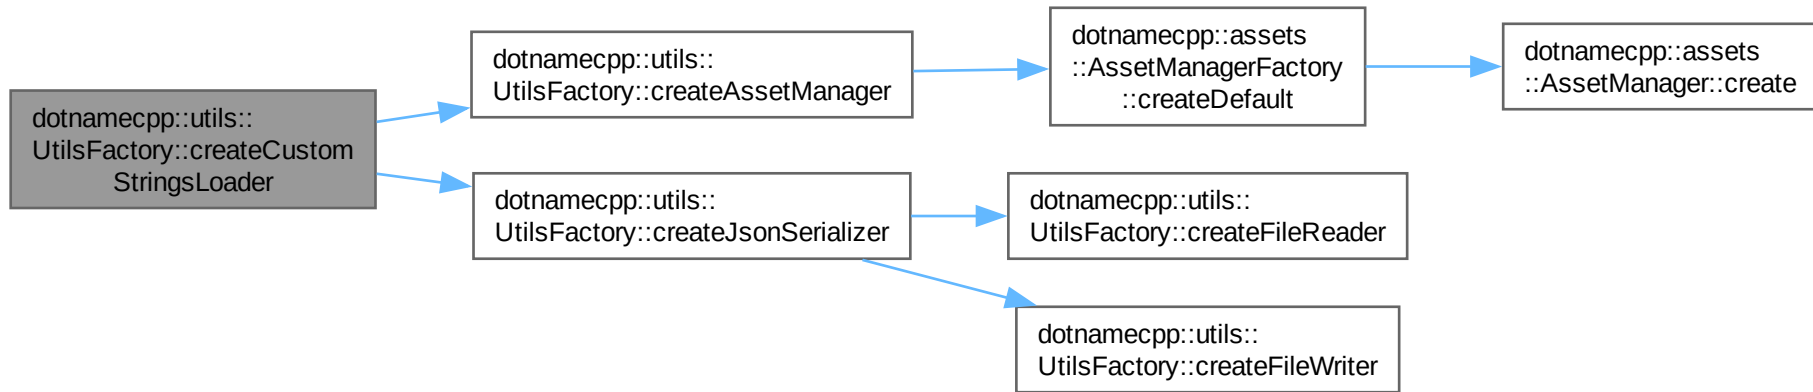 dotnamecpp::utils::
UtilsFactory::createCustom
StringsLoader
dotnamecpp::utils::
UtilsFactory::createAssetManager
dotnamecpp::assets
::AssetManagerFactory
::createDefault
dotnamecpp::assets
::AssetManager::create
dotnamecpp::utils::
UtilsFactory::createJsonSerializer
dotnamecpp::utils::
UtilsFactory::createFileReader
dotnamecpp::utils::
UtilsFactory::createFileWriter